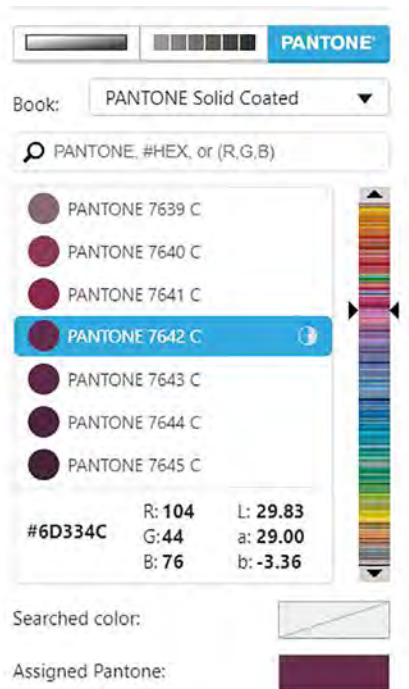 PANTONE®
Book: PANTONE Solid Coated
PANTONE, #HEX, or (R,G,B)
PANTONE 7639 C
PANTONE 7640 C
PANTONE 7641 C
PANTONE 7642 C
PANTONE 7643 C
PANTONE 7644 C
PANTONE 7645 C
R: 104 L: 29.83
#6D334C G:44 a: 29.00
B: 76 b: -3.36
Searched color:
Assigned Pantone: